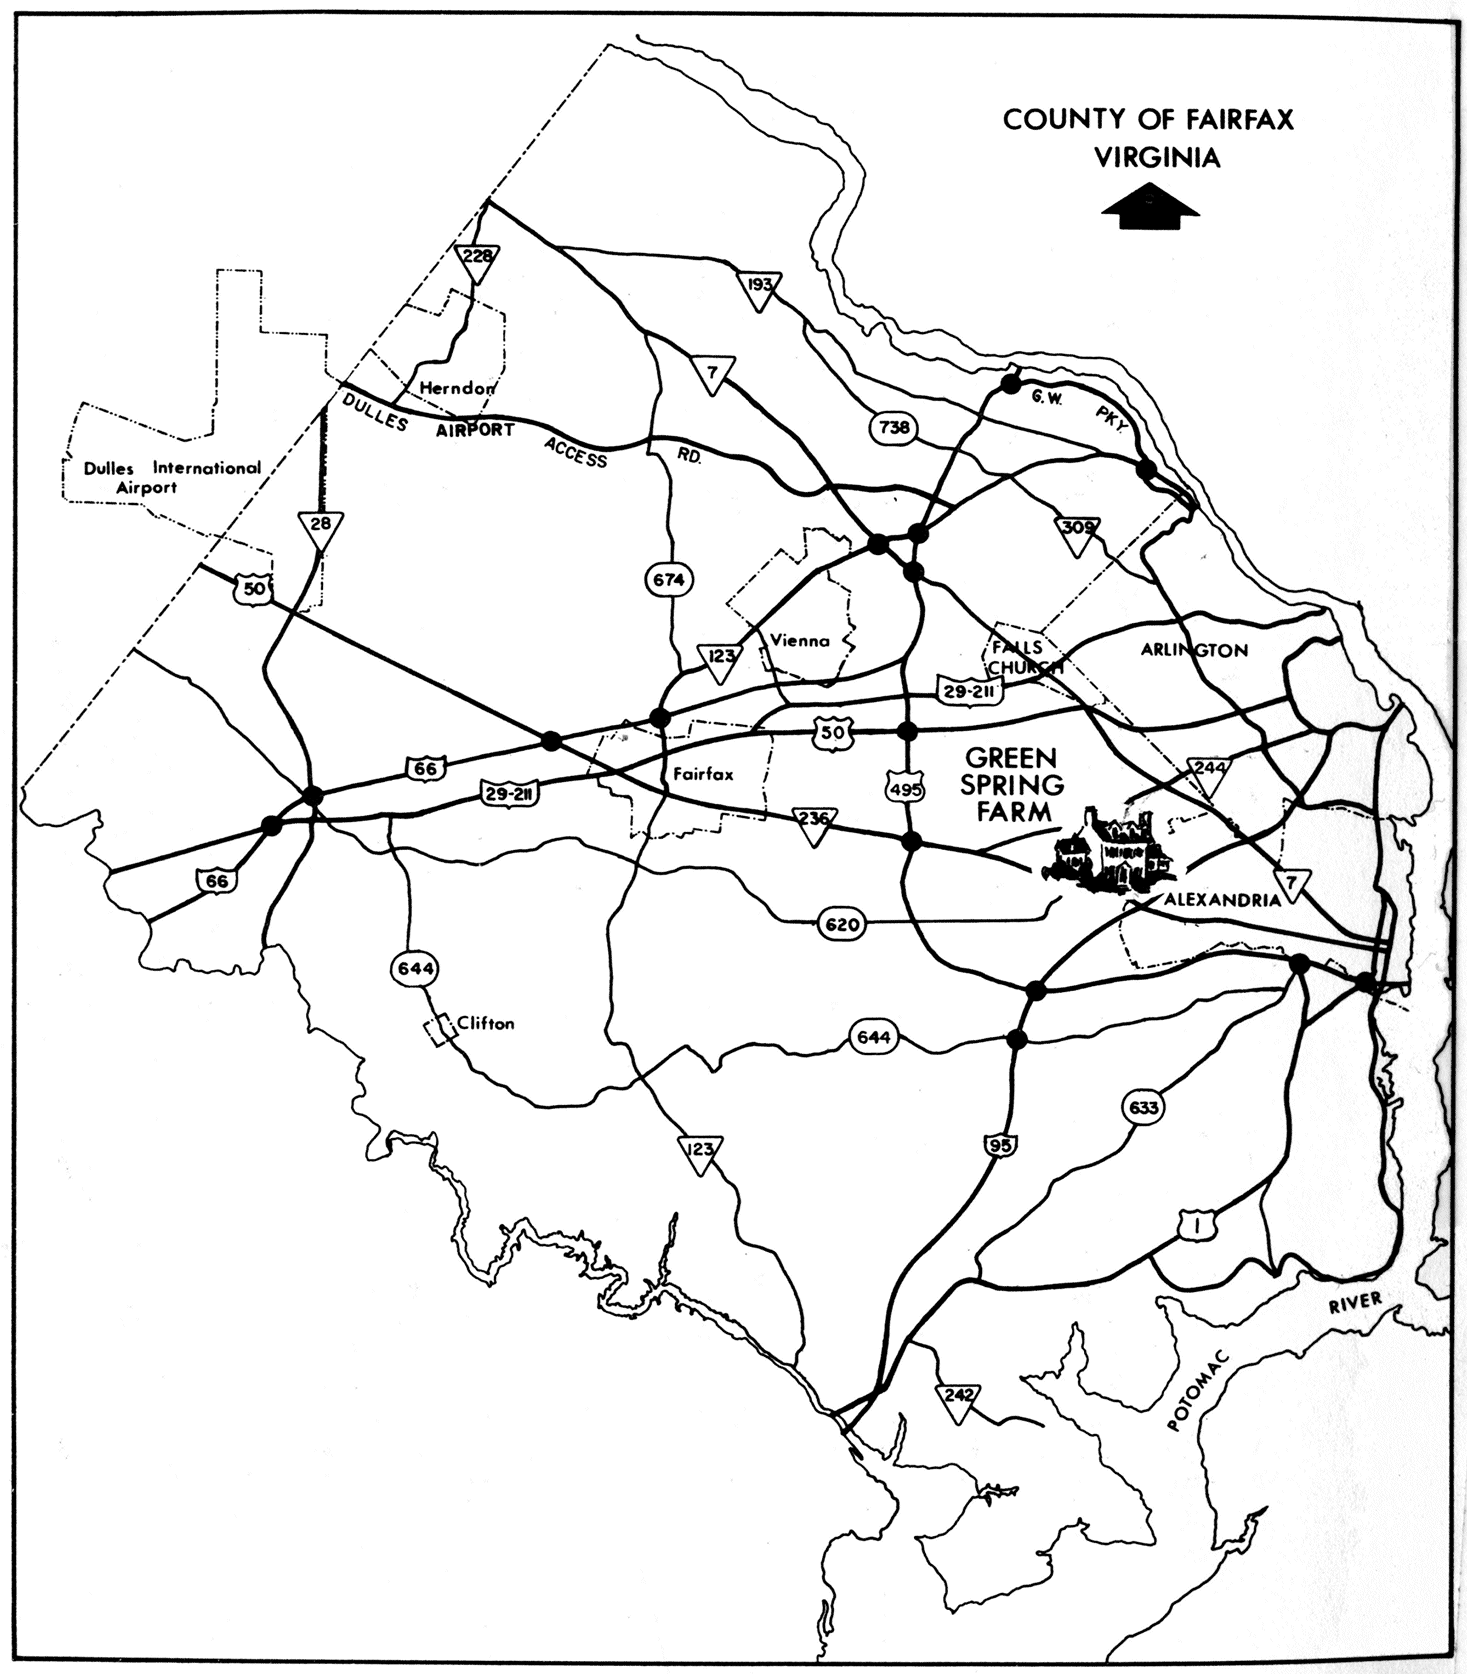 COUNTY OF FAIRFAX
VIRGINIA
228
193
7
Herndon
G.W. PKY.
DULLES AIRPORT ACCESS RD.
738
Dulles International
Airport
28
309
50
674
Vienna
123
FALLS
CHURCH
ARLINGTON
29-211
50
66
Fairfax
29-211
495
GREEN
SPRING
FARM
244
236
66
7
ALEXANDRIA
620
644
Clifton
644
633
95
123
1
RIVER
POTOMAC
242